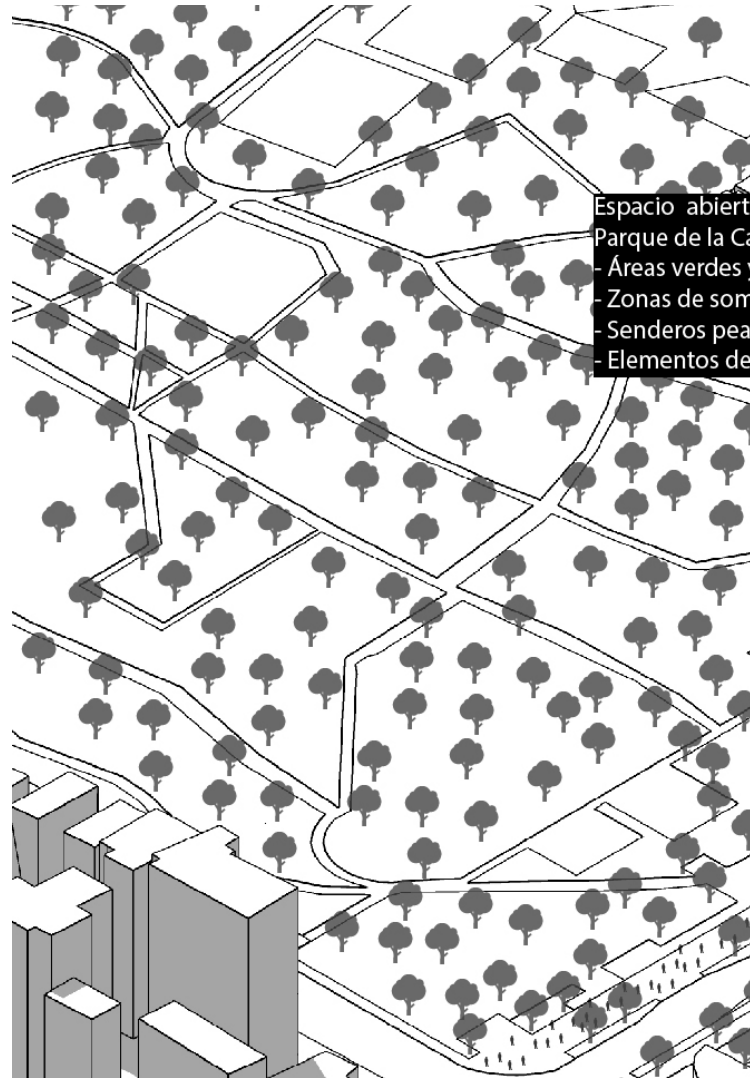 Espacio abiert
Parque de la Ca
- Áreas verdes y
- Zonas de som
- Senderos pea
- Elementos de